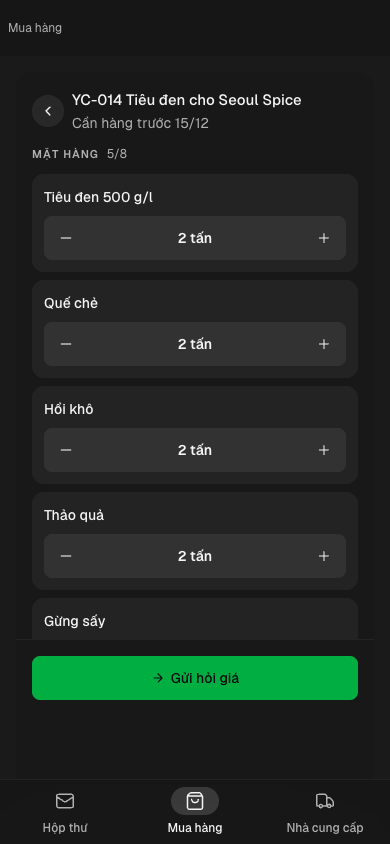 Mua hàng
YC-014 Tiêu đen cho Seoul Spice
Cần hàng trước 15/12
MẶT HÀNG 5/8
Tiêu đen 500 g/l
2 tấn
Quế chẻ
2 tấn
Hồi khô
2 tấn
Thảo quả
2 tấn
Gừng sấy
Gửi hỏi giá
Hộp thư
Mua hàng
Nhà cung cấp